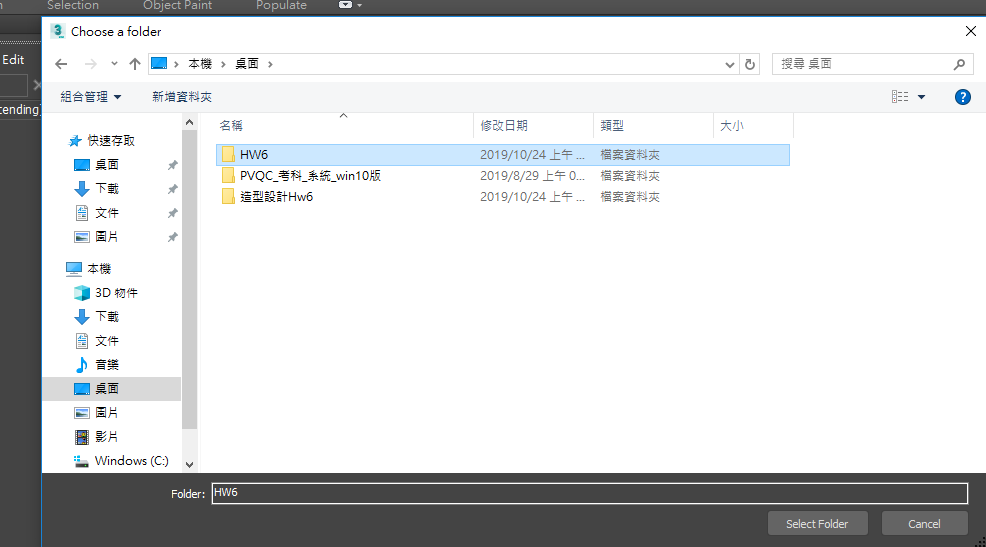 Selection Object Paint Populate
3 Choose a folder
Edit
本機 桌面
搜尋 桌面
組合管理 新增資料夾
?
名稱 修改日期 類型 大小
快速存取
桌面
下載
文件
圖片
本機
3D 物件
下載
文件
音樂
桌面
圖片
影片
Windows (C:)
HW6 2019/10/24 上午 ... 檔案資料夾
PVQC_考科_系統_win10版 2019/8/29 上午 0... 檔案資料夾
造型設計Hw6 2019/10/24 上午 ... 檔案資料夾
Folder: HW6
Select Folder Cancel